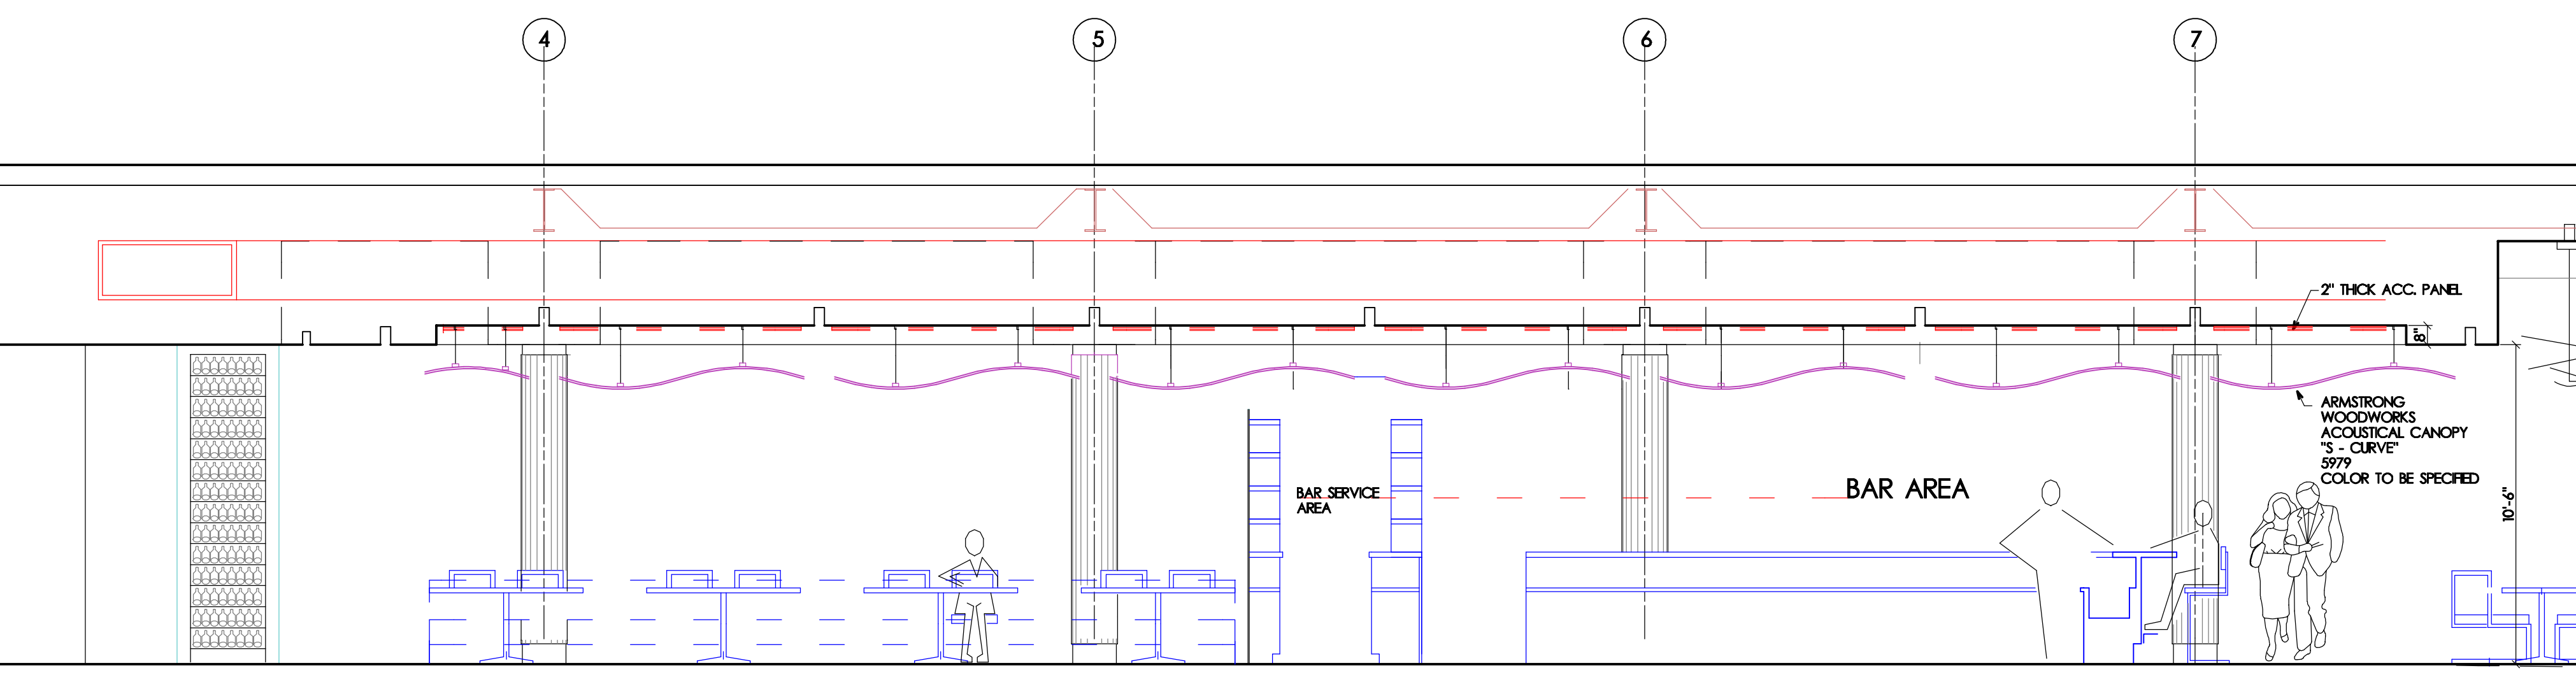 4
5
6
7
2" THICK ACC. PANEL
8"
ARMSTRONG
WOODWORKS
ACOUSTICAL CANOPY
"S - CURVE"
5979
COLOR TO BE SPECIFIED
BAR SERVICE
AREA
BAR AREA
10'-6"